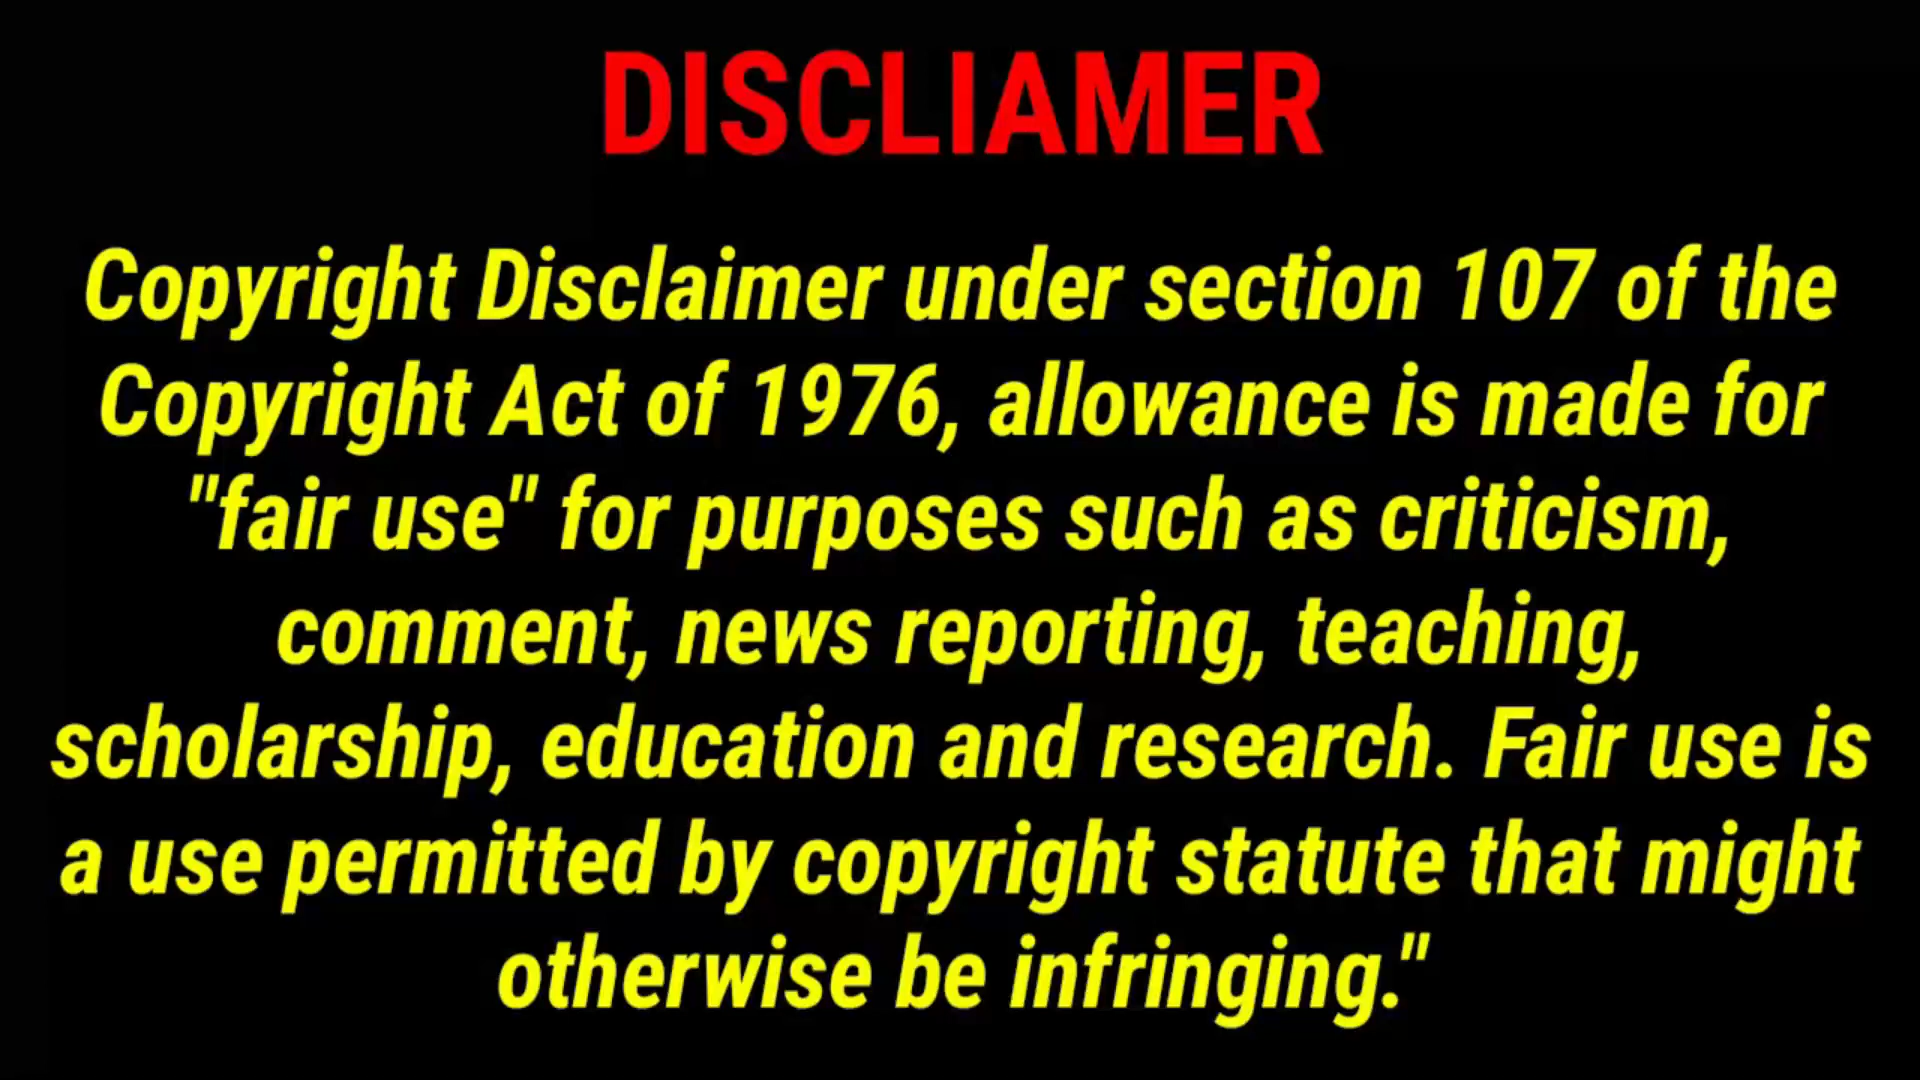 DISCLIAMER
Copyright Disclaimer under section 107 of the
Copyright Act of 1976, allowance is made for
"fair use" for purposes such as criticism,
comment, news reporting, teaching,
scholarship, education and research. Fair use is
a use permitted by copyright statute that might
otherwise be infringing."